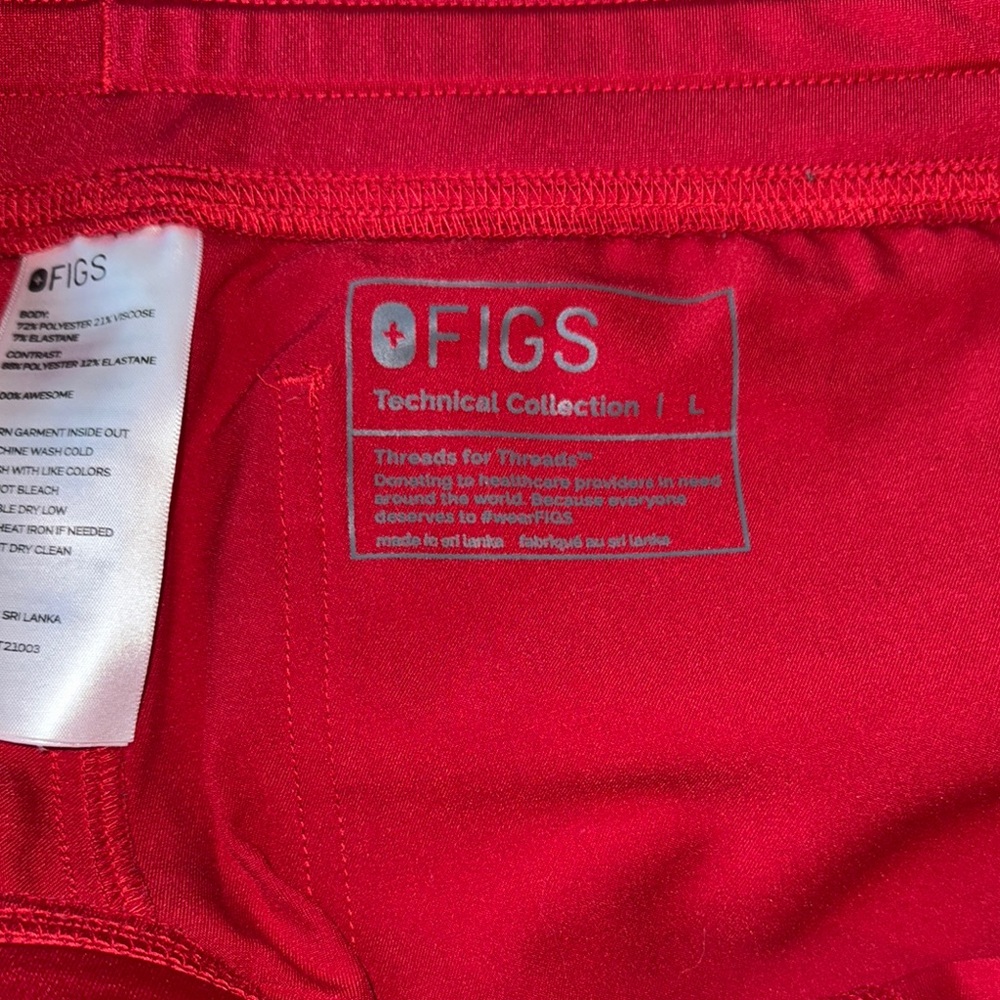 FIGS
BODY:
72% POLYESTER 21% VISCOSE
7% ELASTANE
CONTRAST:
88% POLYESTER 12% ELASTANE
00% AWESOME
RN GARMENT INSIDE OUT
CHINE WASH COLD
SH WITH LIKE COLORS
OT BLEACH
BLE DRY LOW
HEAT IRON IF NEEDED
T DRY CLEAN
SRI LANKA
T21003
FIGS
Technical Collection | L
Threads for Threads™
Donating to healthcare providers in need
around the world. Because everyone
deserves to #wearFIGS
made in sri lanka fabriqué au sri lanka